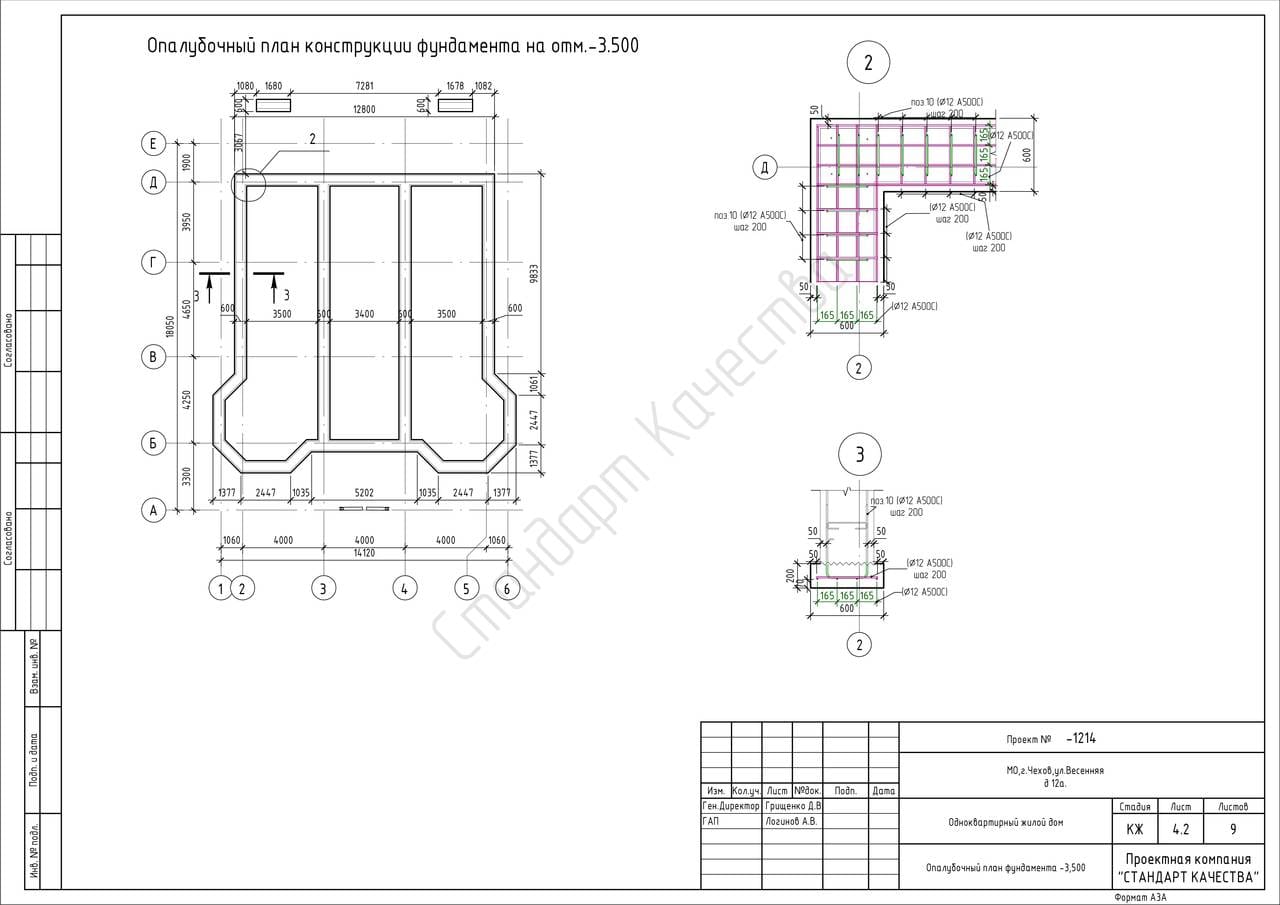 Опалубочный план конструкции фундамента на отм.-3.500
1080 1680 7281 1678 1082
600 600
12800
3067
2
Е
1900
Д
3950
Г
4650
18050
В
4250
Б
3300
А
3 3
600 3500 600 3400 600 3500 600
9833
1061
2447
1377
1377 2447 1035 5202 1035 2447 1377
1060 4000 4000 4000 1060
14120
1 2 3 4 5 6
2
50
поз.10 (Ø12 А500С)
шаг 200
165
165
165
(Ø12 А500С)
600
50
Д
поз.10 (Ø12 А500С)
шаг 200
(Ø12 А500С)
шаг 200
(Ø12 А500С)
шаг 200
50 50
(Ø12 А500С)
165 165 165
600
2
3
поз.10 (Ø12 А500С)
шаг 200
50 50
50 50
200
(Ø12 А500С)
шаг 200
(Ø12 А500С)
165 165 165
600
2
Стандарт Качества
Согласовано
Согласовано
Взам. инв. №
Подп. и дата
Инв. № подл.
Проект № -1214
МО,г.Чехов,ул.Весенняя
д 12а.
Изм. Кол.уч. Лист №док. Подп. Дата
Ген.Директор Грищенко Д.В
ГАП Логинов А.В.
Одноквартирный жилой дом
Стадия Лист Листов
КЖ 4.2 9
Опалубочный план фундамента -3,500
Проектная компания
"СТАНДАРТ КАЧЕСТВА"
Формат А3А